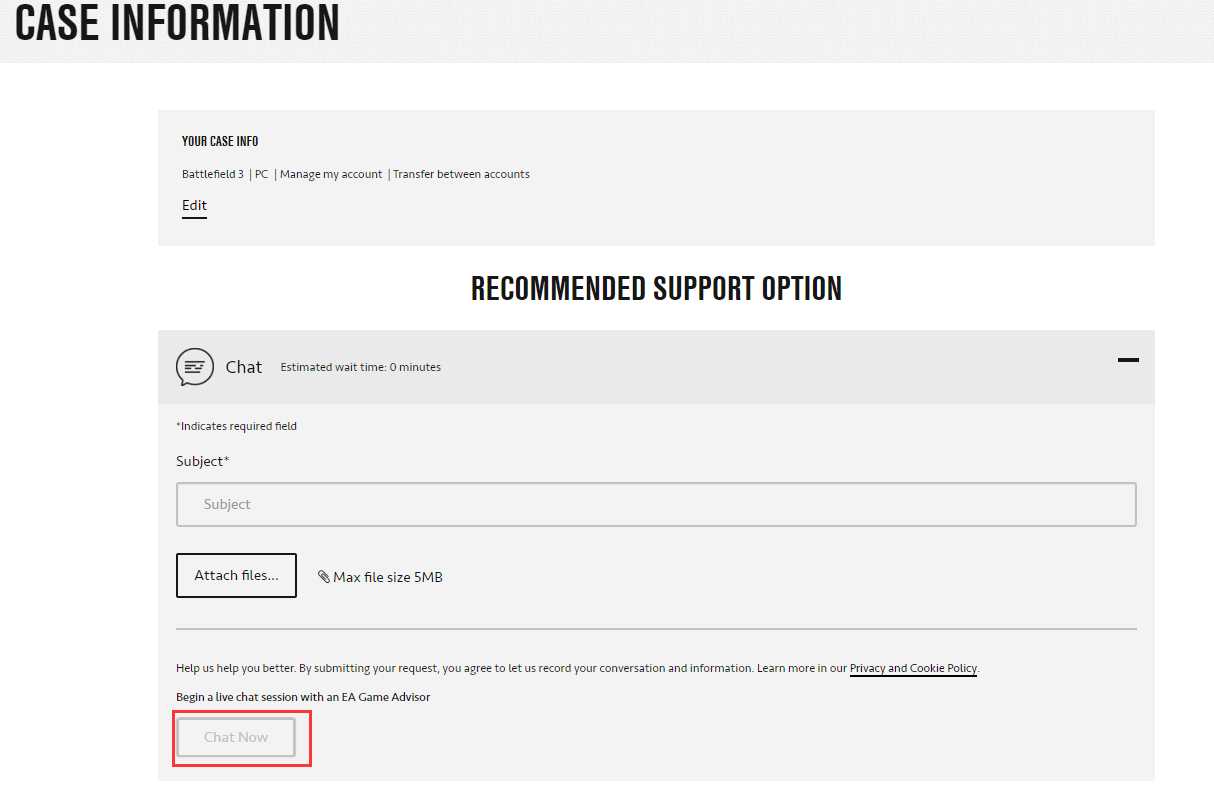 CASE INFORMATION
YOUR CASE INFO
Battlefield 3 | PC | Manage my account | Transfer between accounts
Edit
RECOMMENDED SUPPORT OPTION
Chat Estimated wait time: 0 minutes
*Indicates required field
Subject*
Subject
Attach files... Max file size 5MB
Help us help you better. By submitting your request, you agree to let us record your conversation and information. Learn more in our Privacy and Cookie Policy.
Begin a live chat session with an EA Game Advisor
Chat Now